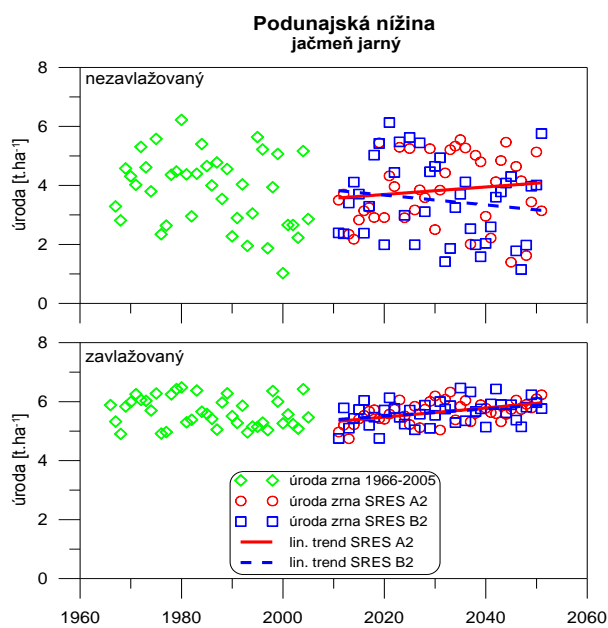 Podunajská nížina
jačmeň jarný
8
nezavlažovaný
6
4
2
0
úroda [t.ha⁻¹]
8
zavlažovaný
6
4
2
0
úroda [t.ha⁻¹]
úroda zrna 1966-2005
úroda zrna SRES A2
úroda zrna SRES B2
lin. trend SRES A2
lin. trend SRES B2
1960 1980 2000 2020 2040 2060